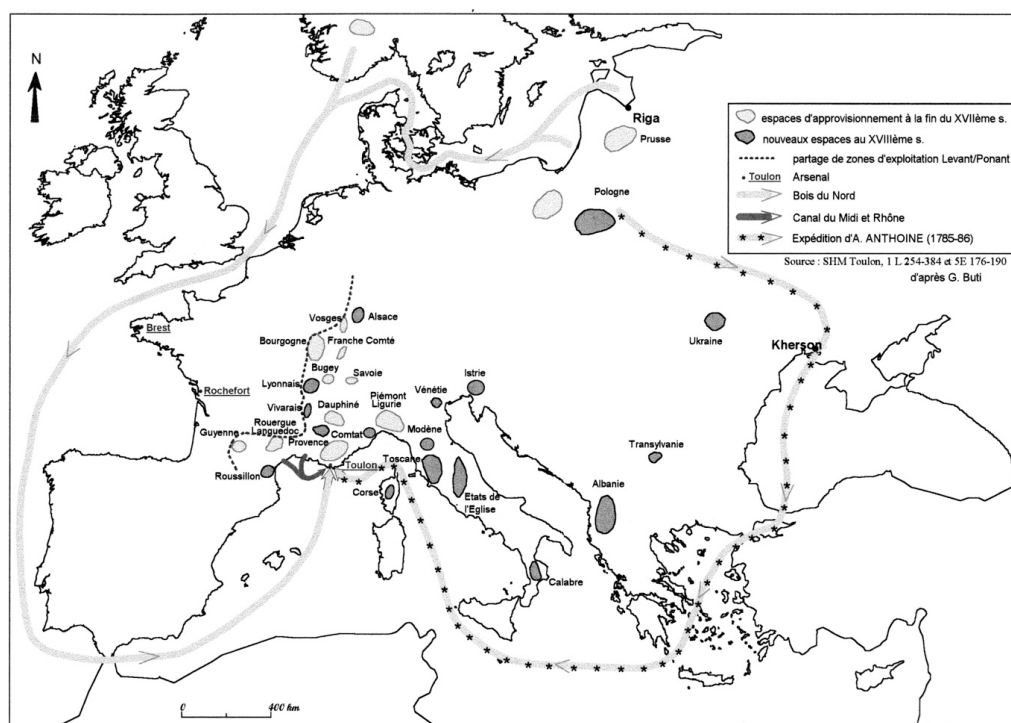 N
Riga
Prusse
Pologne
espaces d'approvisionnement à la fin du XVIIème s.
nouveaux espaces au XVIIIème s.
partage de zones d'exploitation Levant/Ponant
Toulon Arsenal
Bois du Nord
Canal du Midi et Rhône
Expédition d'A. ANTHOINE (1785-86)
Source : SHM Toulon, 1 L 254-384 et 5E 176-190
d'après G. Buti
Brest
Vosges
Alsace
Bourgogne
Franche Comté
Ukraine
Kherson
Bugey
Savoie
Rochefort
Lyonnais
Istrie
Vénétie
Piémont
Ligurie
Vivarais
Dauphiné
Rouergue
Languedoc
Guyenne
Comtat
Modène
Provence
Transylvanie
Toulon
Toscane
Roussillon
Corse
Etats de
l'Eglise
Albanie
Calabre
0 400 km